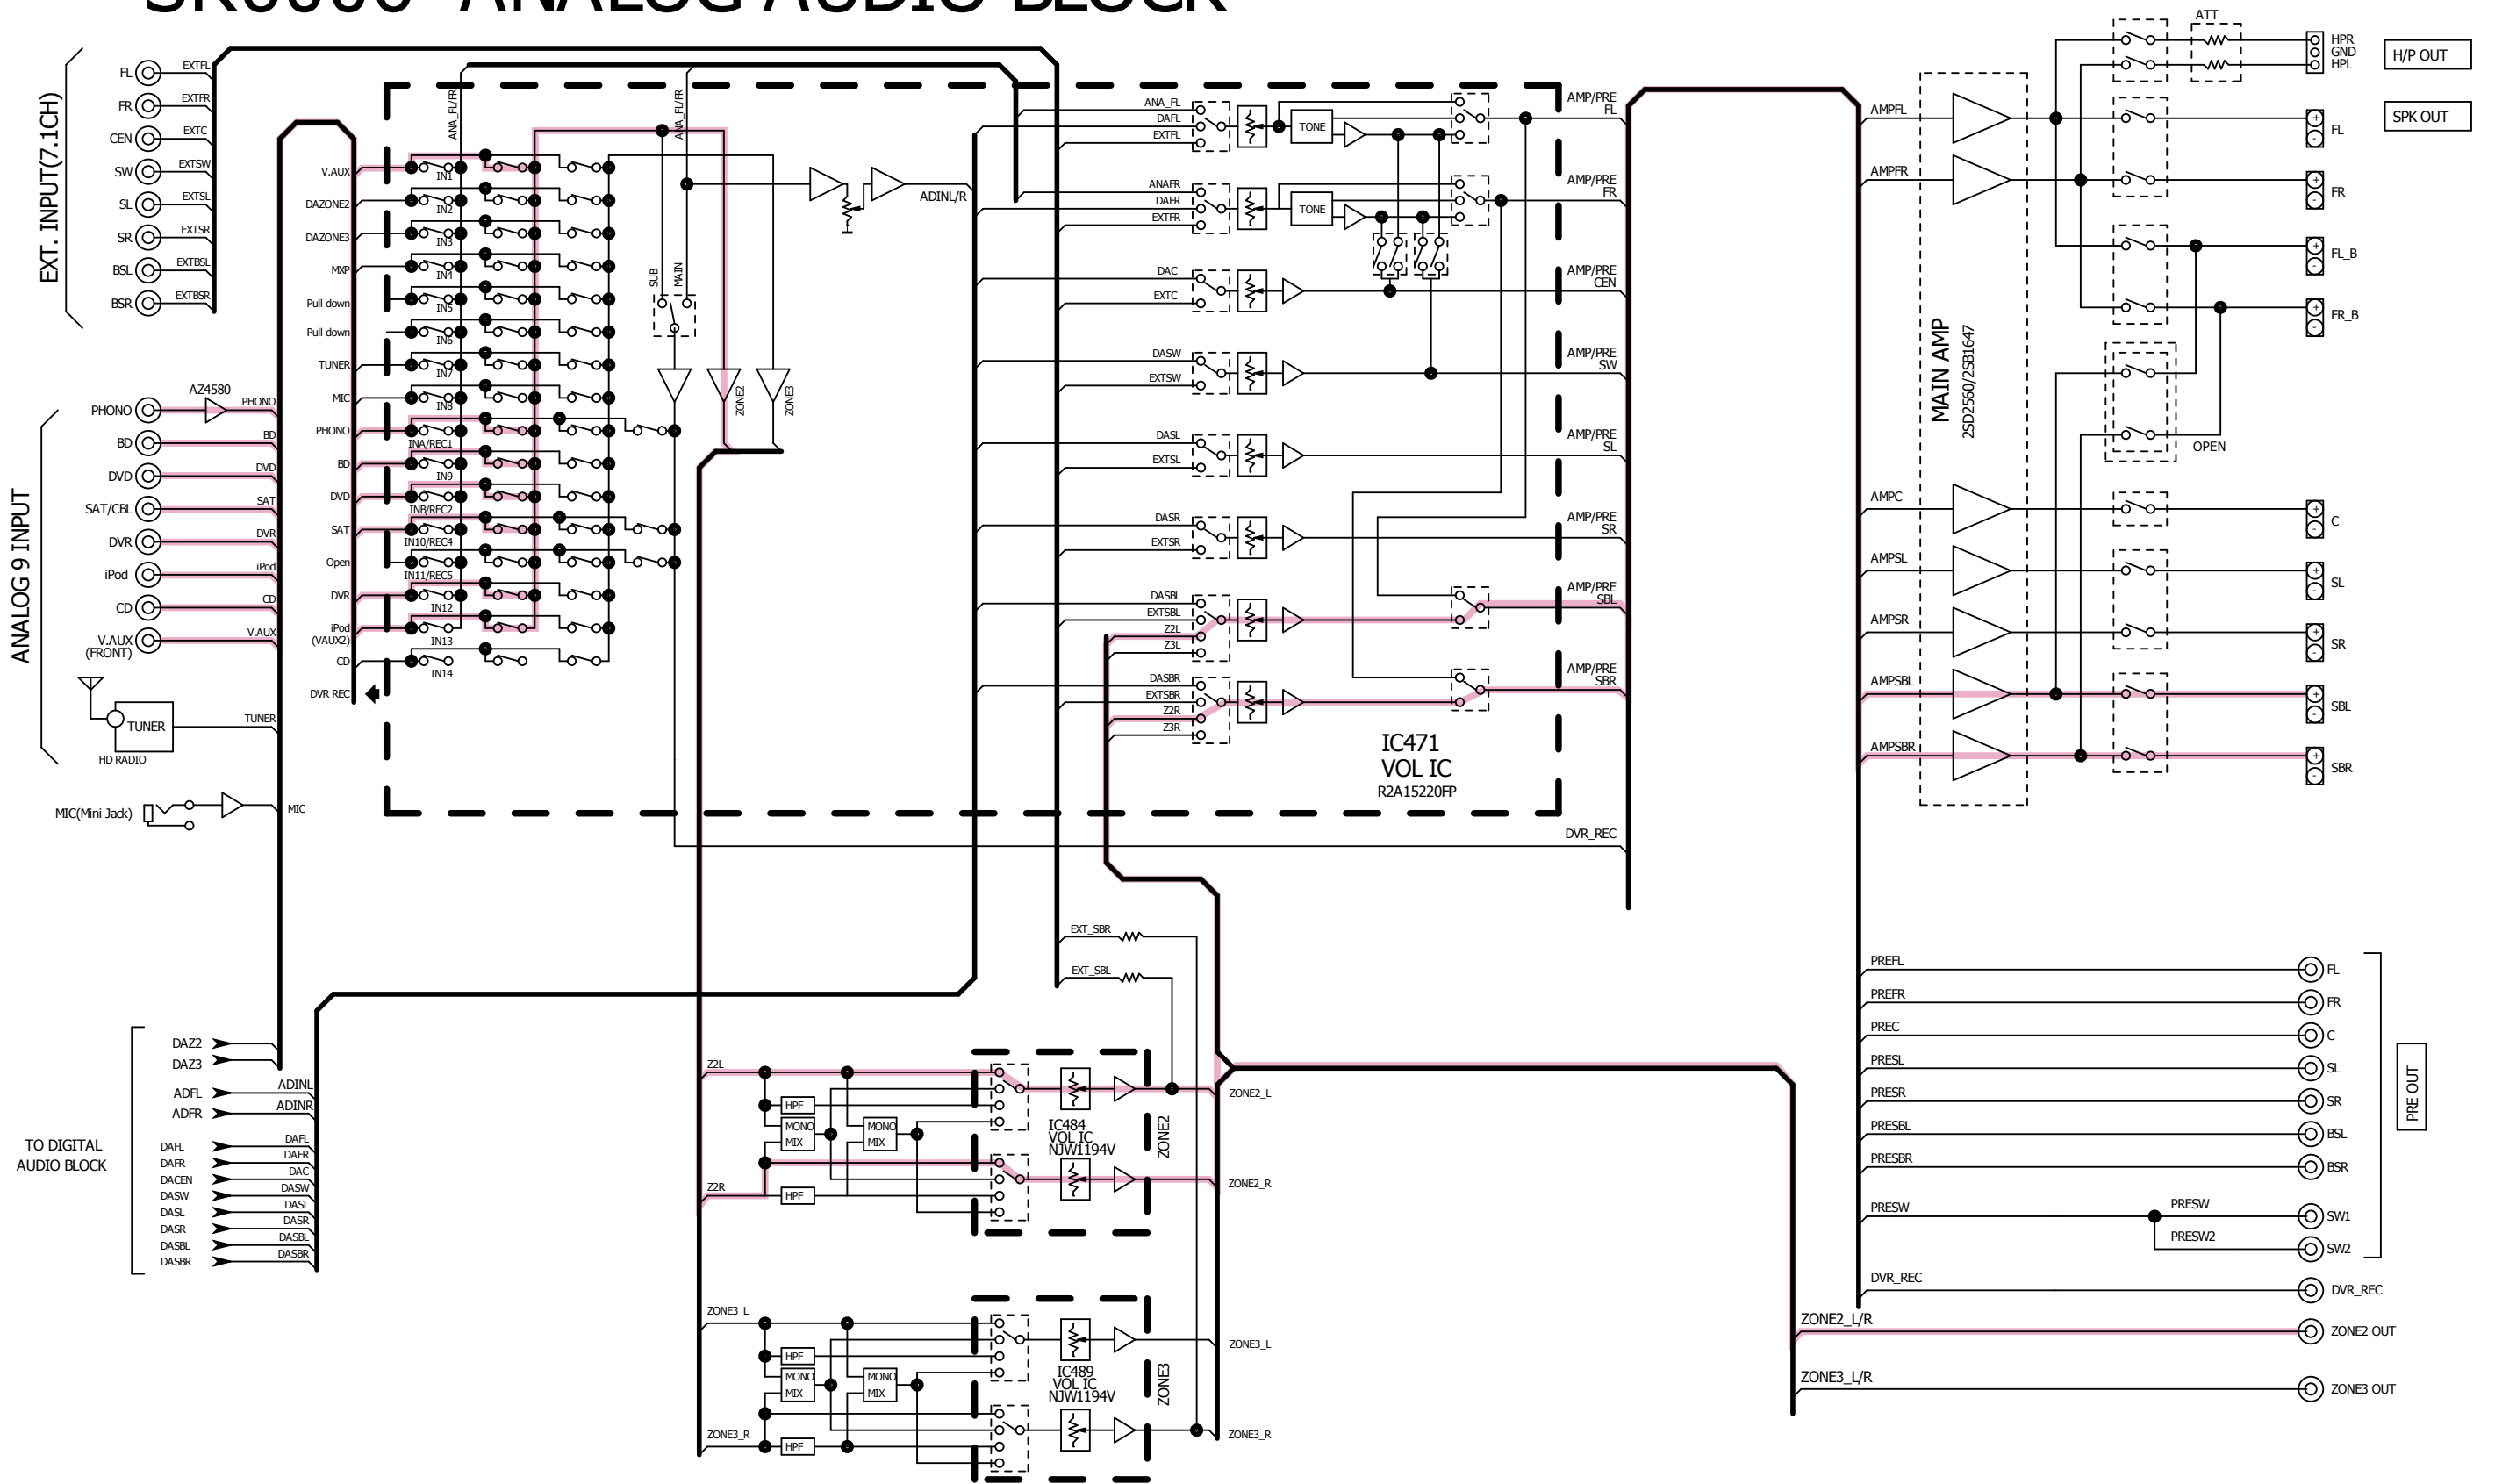 ANALOG AUDIO BLOCK
EXT. INPUT(7.1CH)
FL
EXTFL
FR
EXTFR
CEN
EXTC
SW
EXTSW
SL
EXTSL
SR
EXTSR
BSL
EXTBSL
BSR
EXTBSR
ANALOG 9 INPUT
PHONO
AZ4580
PHONO
BD
BD
DVD
DVD
SAT/CBL
SAT
DVR
DVR
iPod
iPod
CD
CD
V.AUX
(FRONT)
V.AUX
TUNER
HD RADIO
TUNER
MIC(Mini Jack)
MIC
V.AUX
DAZONE2
DAZONE3
MXP
Pull down
Pull down
TUNER
MIC
PHONO
BD
DVD
SAT
Open
DVR
iPod
(VAUX2)
CD
DVR REC
IN1
IN2
IN3
IN4
IN5
IN6
IN7
IN8
INA/REC1
IN9
INB/REC2
IN10/REC4
IN11/REC5
IN12
IN13
IN14
ANA_FL/FR
ANA_FL/FR
SUB
MAIN
ZONE2
ZONE3
ADINL/R
ANA_FL
DAFL
EXTFL
TONE
AMP/PRE
FL
ANAFR
DAFR
EXTFR
TONE
AMP/PRE
FR
DAC
EXTC
AMP/PRE
CEN
DASW
EXTSW
AMP/PRE
SW
DASL
EXTSL
AMP/PRE
SL
DASR
EXTSR
AMP/PRE
SR
DASBL
EXTSBL
Z2L
Z3L
AMP/PRE
SBL
DASBR
EXTSBR
Z2R
Z3R
AMP/PRE
SBR
IC471
VOL IC
R2A15220FP
DVR_REC
EXT_SBR
EXT_SBL
MAIN AMP
2SD2560/2SB1647
AMPFL
AMPFR
AMPC
AMPSL
AMPSR
AMPSBL
AMPSBR
ATT
OPEN
HPR
GND
HPL
H/P OUT
SPK OUT
FL
FR
FL_B
FR_B
C
SL
SR
SBL
SBR
TO DIGITAL
AUDIO BLOCK
DAZ2
DAZ3
ADFL
ADINL
ADFR
ADINR
DAFL
DAFL
DAFR
DAFR
DACEN
DAC
DASW
DASW
DASL
DASL
DASR
DASR
DASBL
DASBL
DASBR
DASBR
Z2L
HPF
MONO
MIX
MONO
MIX
Z2R
HPF
IC484
VOL IC
NJW1194V
ZONE2
ZONE2_L
ZONE2_R
ZONE3_L
HPF
MONO
MIX
MONO
MIX
ZONE3_R
HPF
IC489
VOL IC
NJW1194V
ZONE3
ZONE3_L
ZONE3_R
PREFL
FL
PREFR
FR
PREC
C
PRESL
SL
PRESR
SR
PRESBL
BSL
PRESBR
BSR
PRESW
PRESW
SW1
PRESW2
SW2
PRE OUT
DVR_REC
DVR_REC
ZONE2_L/R
ZONE2 OUT
ZONE3_L/R
ZONE3 OUT